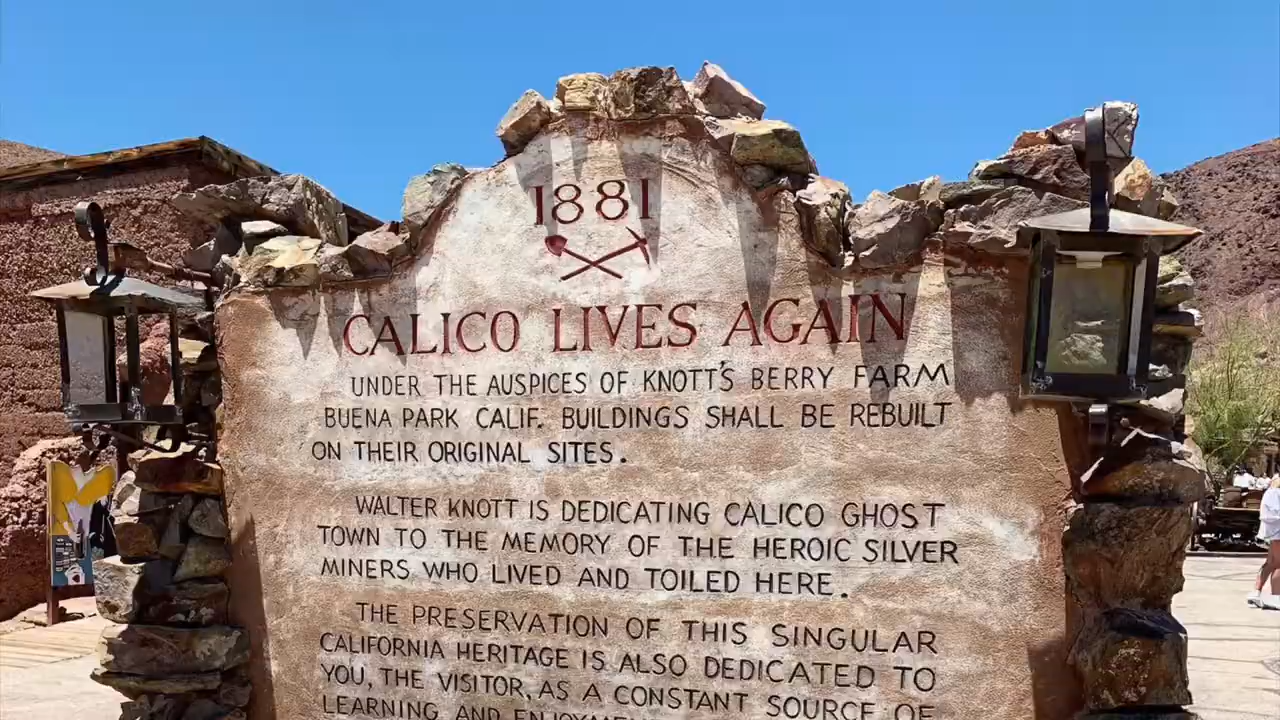 1881
CALICO LIVES AGAIN
UNDER THE AUSPICES OF KNOTT'S BERRY FARM
BUENA PARK CALIF. BUILDINGS SHALL BE REBUILT
ON THEIR ORIGINAL SITES.
WALTER KNOTT IS DEDICATING CALICO GHOST
TOWN TO THE MEMORY OF THE HEROIC SILVER
MINERS WHO LIVED AND TOILED HERE.
THE PRESERVATION OF THIS SINGULAR
CALIFORNIA HERITAGE IS ALSO DEDICATED TO
YOU, THE VISITOR, AS A CONSTANT SOURCE OF
LEARNING AND